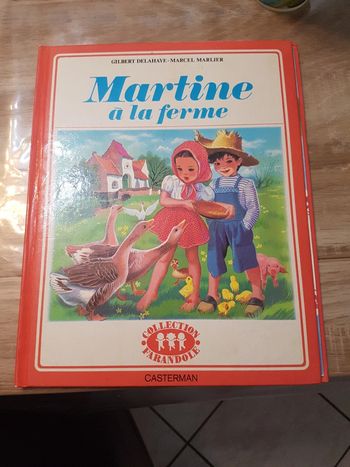 GILBERT DELAHAYE - MARCEL MARLIER
Martine
à la ferme
COLLECTION
FARANDOLE
CASTERMAN